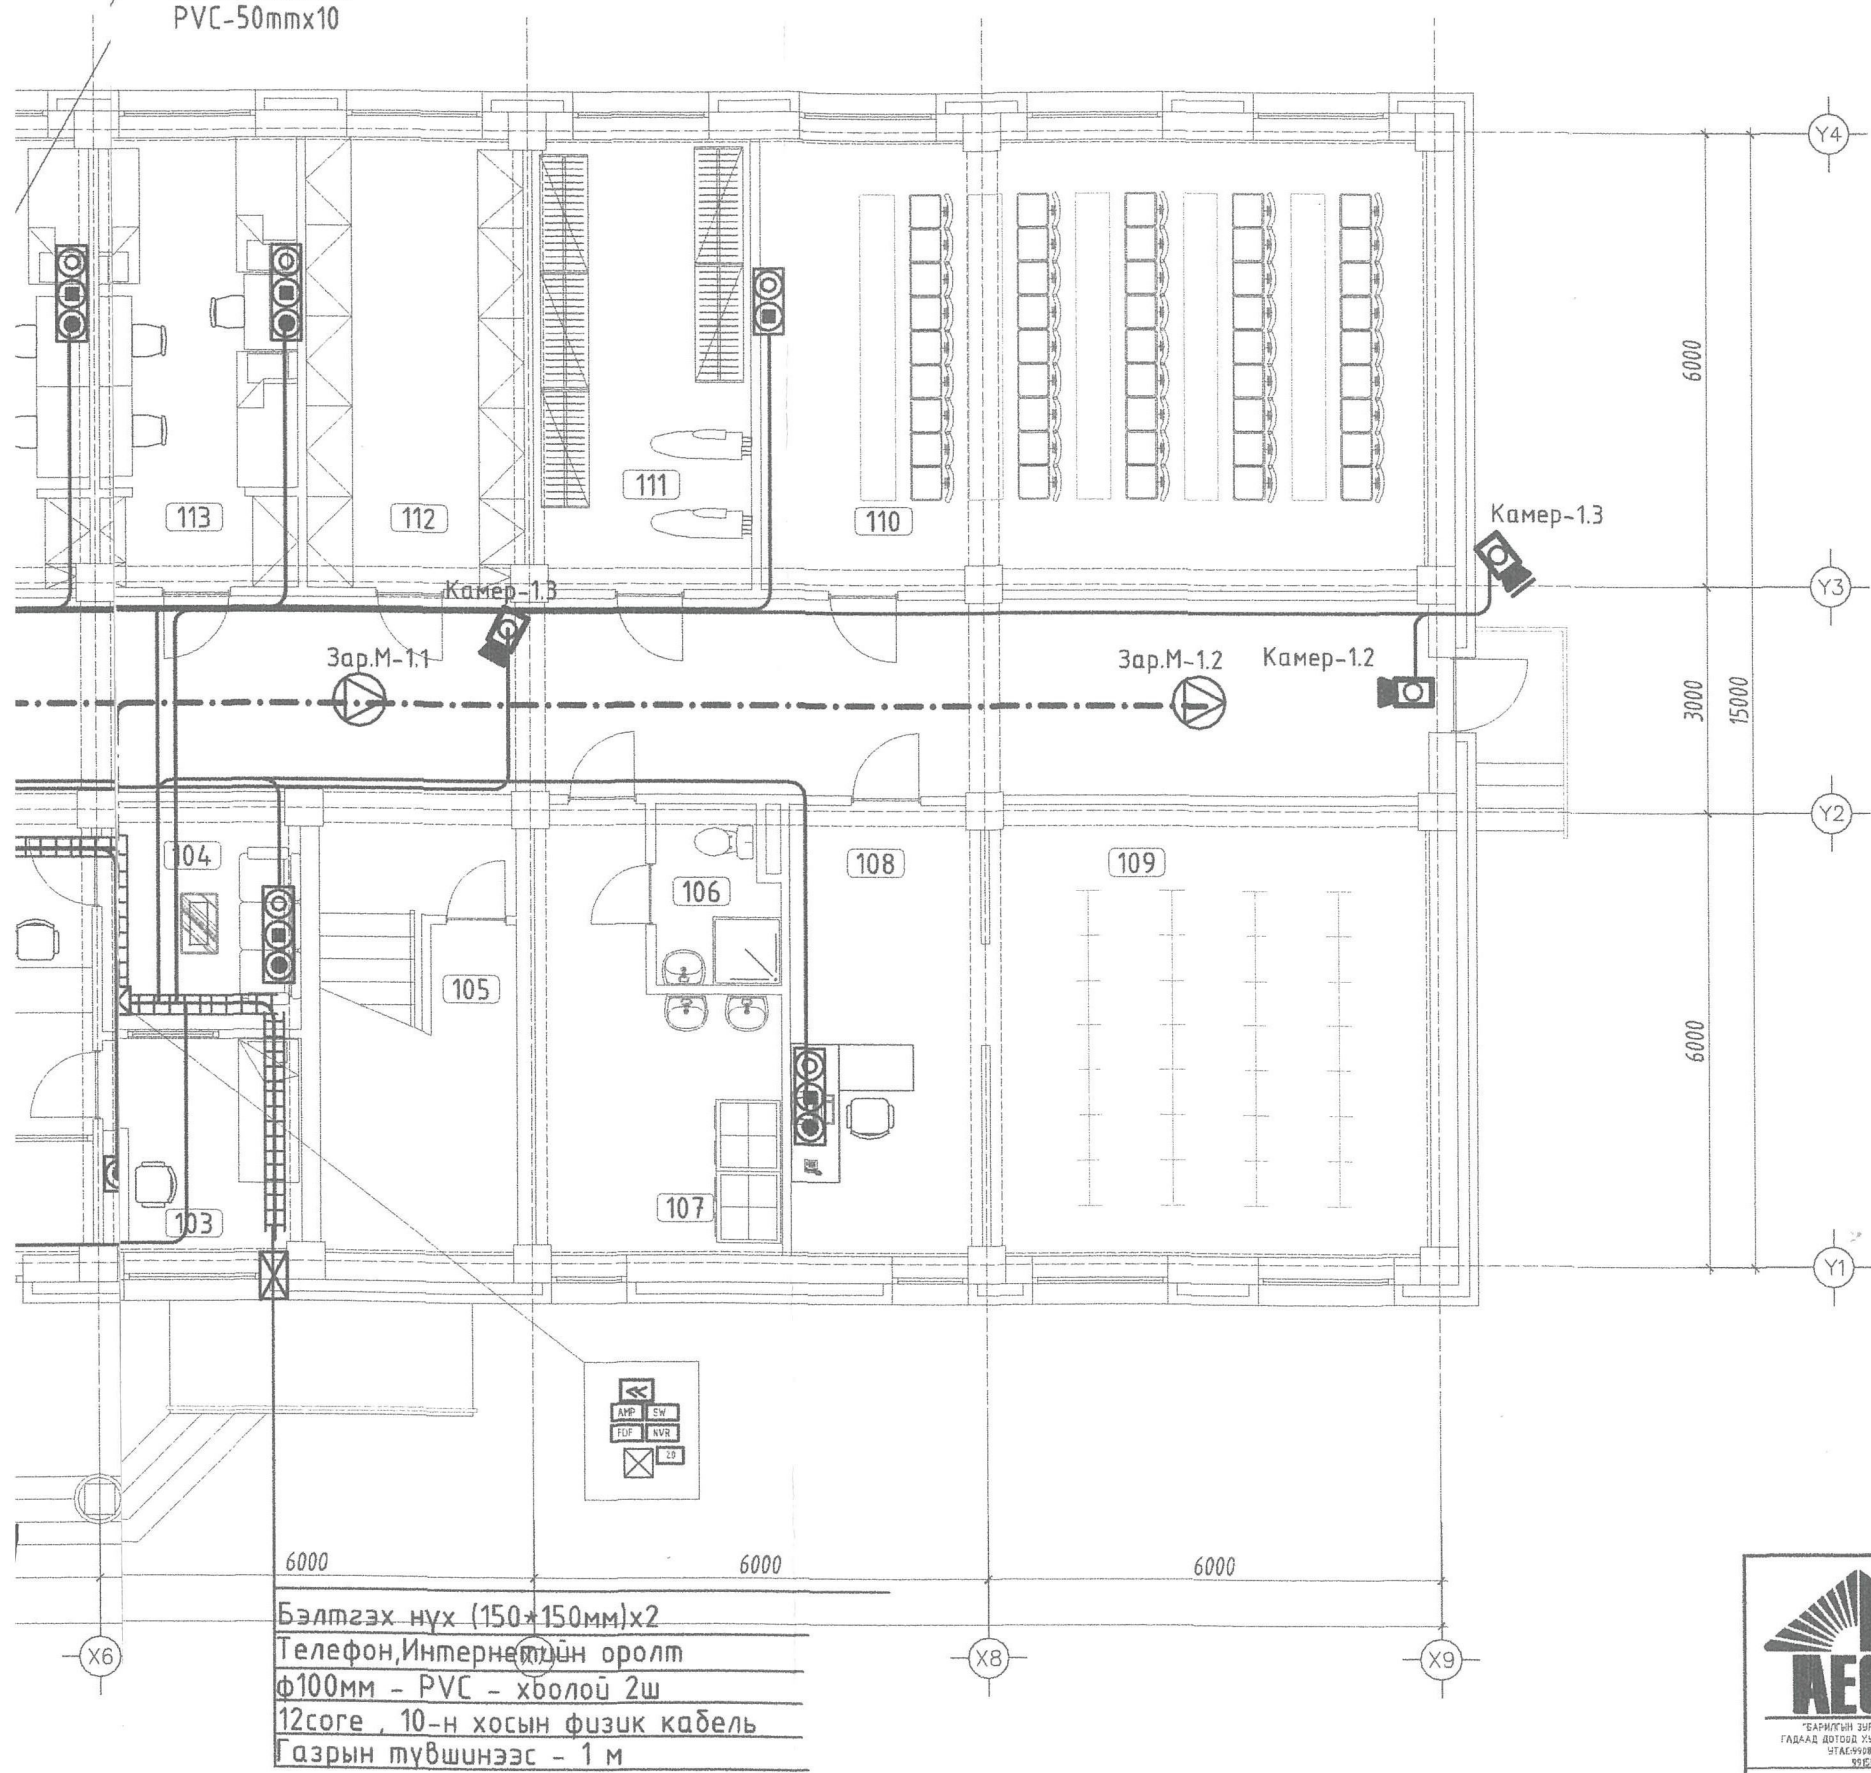 PVC-50mmx10
Y4
6000
113
112
111
110
Камер-1.3
Камер-1.3
Y3
Зар.М-1.1
Зар.М-1.2
Камер-1.2
3000
15000
Y2
104
106
108
109
105
6000
107
103
Y1
AMP
SW
FDF
NVR
20
6000
6000
6000
Бэлтгэх нүх (150*150мм)х2
Телефон,Интернетийн оролт
ф100мм - PVC - хоолой 2ш
12core , 10-н хосын физик кабель
Газрын түвшинээс - 1 м
X6
X8
X9